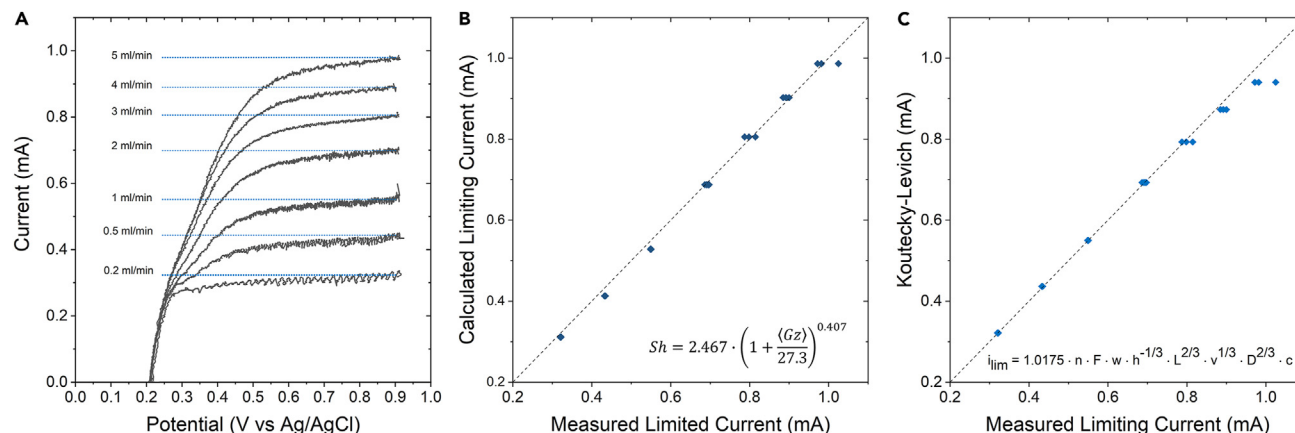 A
Current (mA)
1.0
0.8
0.6
0.4
0.2
0.0
5 ml/min
4 ml/min
3 ml/min
2 ml/min
1 ml/min
0.5 ml/min
0.2 ml/min
0.0 0.1 0.2 0.3 0.4 0.5 0.6 0.7 0.8 0.9 1.0
Potential (V vs Ag/AgCl)
B
Calculated Limiting Current (mA)
1.0
0.8
0.6
0.4
0.2
Sh = 2.467 · (1 + ⟨Gz⟩/27.3)^0.407
0.2 0.4 0.6 0.8 1.0
Measured Limited Current (mA)
C
Koutecky-Levich (mA)
1.0
0.8
0.6
0.4
0.2
i_lim = 1.0175 · n · F · w · h^-1/3 · L^2/3 · v^1/3 · D^2/3 · c
0.2 0.4 0.6 0.8 1.0
Measured Limiting Current (mA)